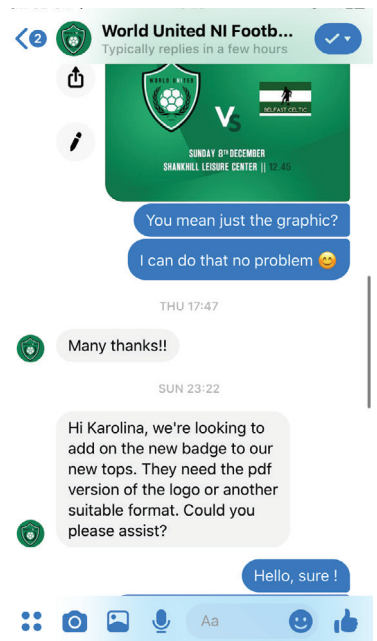 2
World United NI Footb...
Typically replies in a few hours
WORLD UNITED
VS
BELFAST CELTIC
SUNDAY 8TH DECEMBER
SHANKHILL LEISURE CENTER || 12.45
You mean just the graphic?
I can do that no problem 😊
THU 17:47
Many thanks!!
SUN 23:22
Hi Karolina, we're looking to
add on the new badge to our
new tops. They need the pdf
version of the logo or another
suitable format. Could you
please assist?
Hello, sure !
Aa